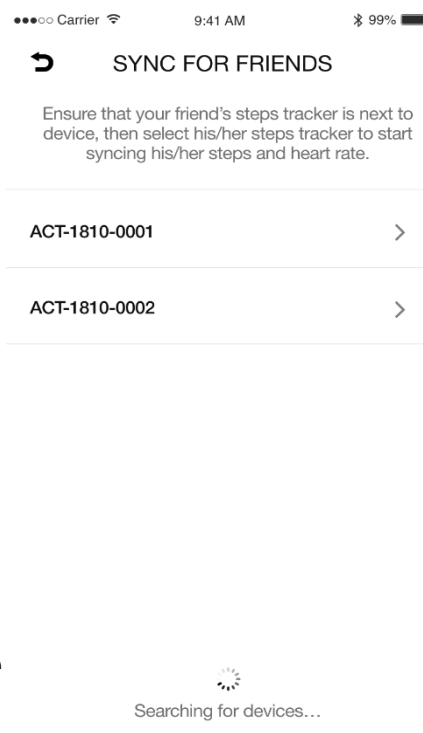 Carrier 9:41 AM 99%
SYNC FOR FRIENDS
Ensure that your friend's steps tracker is next to
device, then select his/her steps tracker to start
syncing his/her steps and heart rate.
ACT-1810-0001
ACT-1810-0002
Searching for devices...